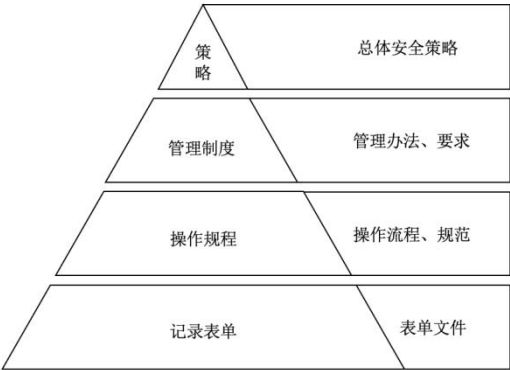 策
略
总体安全策略
管理制度
管理办法、要求
操作规程
操作流程、规范
记录表单
表单文件